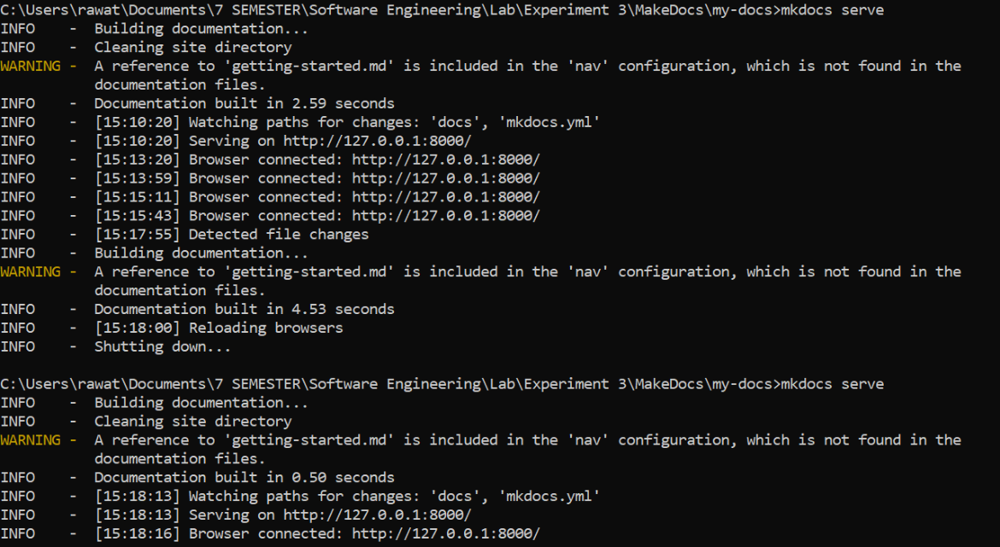 C:\Users\rawat\Documents\7 SEMESTER\Software Engineering\Lab\Experiment 3\MakeDocs\my-docs>mkdocs serve
INFO    -  Building documentation...
INFO    -  Cleaning site directory
WARNING -  A reference to 'getting-started.md' is included in the 'nav' configuration, which is not found in the
           documentation files.
INFO    -  Documentation built in 2.59 seconds
INFO    -  [15:10:20] Watching paths for changes: 'docs', 'mkdocs.yml'
INFO    -  [15:10:20] Serving on http://127.0.0.1:8000/
INFO    -  [15:13:20] Browser connected: http://127.0.0.1:8000/
INFO    -  [15:13:59] Browser connected: http://127.0.0.1:8000/
INFO    -  [15:15:11] Browser connected: http://127.0.0.1:8000/
INFO    -  [15:15:43] Browser connected: http://127.0.0.1:8000/
INFO    -  [15:17:55] Detected file changes
INFO    -  Building documentation...
WARNING -  A reference to 'getting-started.md' is included in the 'nav' configuration, which is not found in the
           documentation files.
INFO    -  Documentation built in 4.53 seconds
INFO    -  [15:18:00] Reloading browsers
INFO    -  Shutting down...
C:\Users\rawat\Documents\7 SEMESTER\Software Engineering\Lab\Experiment 3\MakeDocs\my-docs>mkdocs serve
INFO    -  Building documentation...
INFO    -  Cleaning site directory
WARNING -  A reference to 'getting-started.md' is included in the 'nav' configuration, which is not found in the
           documentation files.
INFO    -  Documentation built in 0.50 seconds
INFO    -  [15:18:13] Watching paths for changes: 'docs', 'mkdocs.yml'
INFO    -  [15:18:13] Serving on http://127.0.0.1:8000/
INFO    -  [15:18:16] Browser connected: http://127.0.0.1:8000/